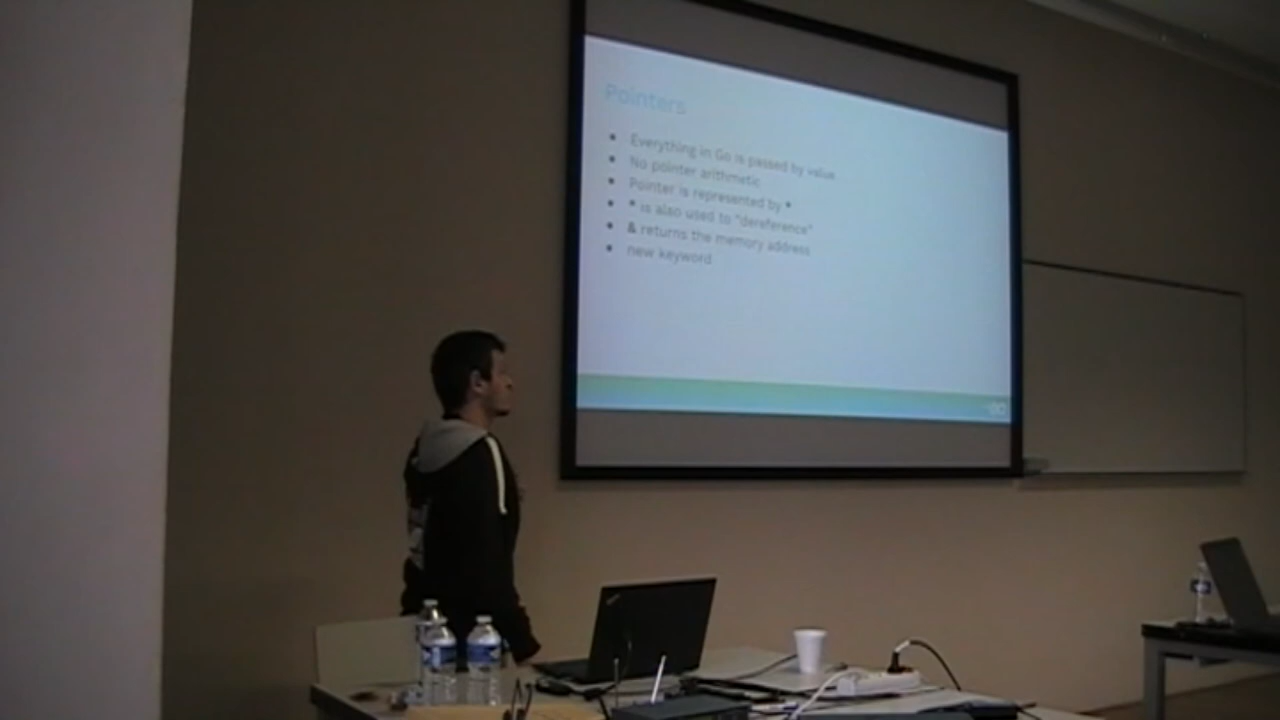 Pointers
• Everything in Go is passed by value
• No pointer arithmetic
• Pointer is represented by *
• * is also used to "dereference"
• & returns the memory address
• new keyword